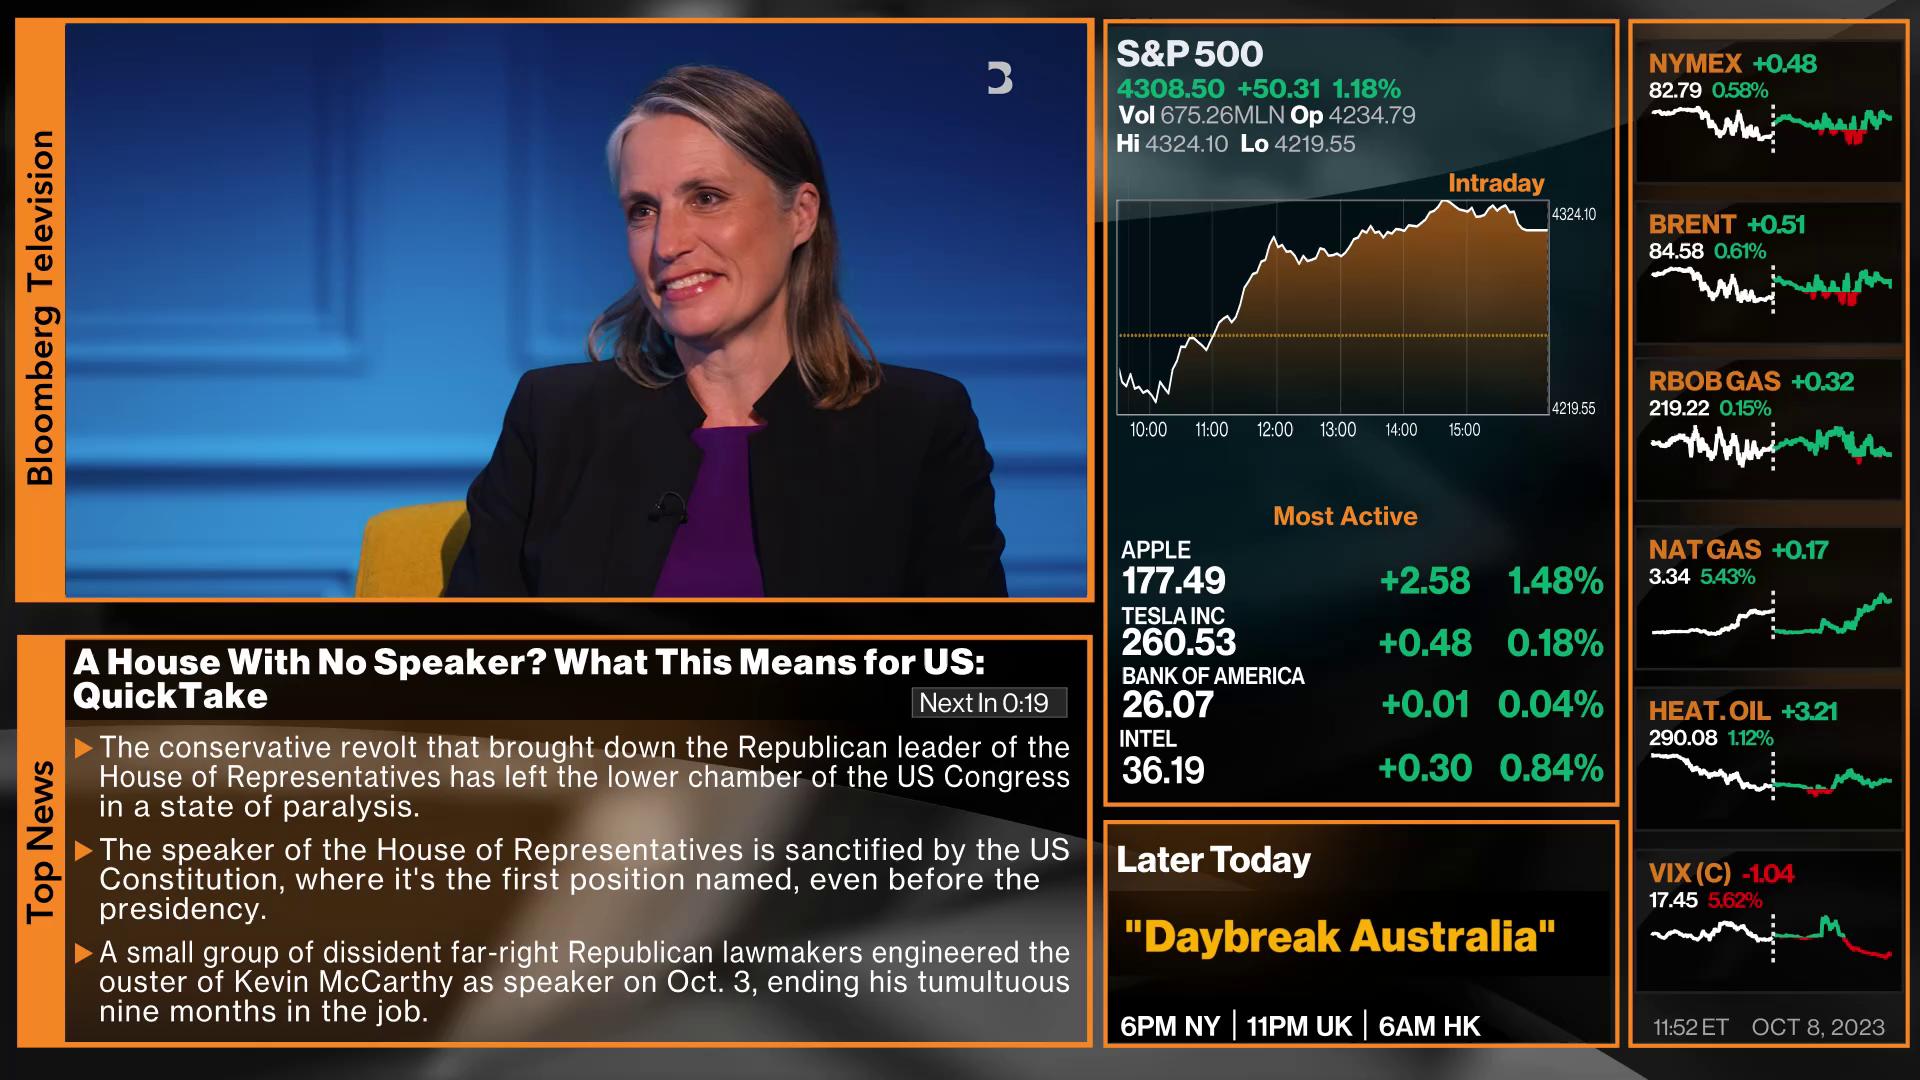 Bloomberg Television
A House With No Speaker? What This Means for US:
QuickTake
Next In 0:19
Top News
The conservative revolt that brought down the Republican leader of the
House of Representatives has left the lower chamber of the US Congress
in a state of paralysis.
The speaker of the House of Representatives is sanctified by the US
Constitution, where it's the first position named, even before the
presidency.
A small group of dissident far-right Republican lawmakers engineered the
ouster of Kevin McCarthy as speaker on Oct. 3, ending his tumultuous
nine months in the job.
S&P 500
4308.50 +50.31 1.18%
Vol 675.26MLN Op 4234.79
Hi 4324.10 Lo 4219.55
Intraday
4324.10
4219.55
10:00 11:00 12:00 13:00 14:00 15:00
Most Active
APPLE
177.49 +2.58 1.48%
TESLA INC
260.53 +0.48 0.18%
BANK OF AMERICA
26.07 +0.01 0.04%
INTEL
36.19 +0.30 0.84%
Later Today
"Daybreak Australia"
6PM NY | 11PM UK | 6AM HK
NYMEX +0.48
82.79 0.58%
BRENT +0.51
84.58 0.61%
RBOB GAS +0.32
219.22 0.15%
NAT GAS +0.17
3.34 5.43%
HEAT. OIL +3.21
290.08 1.12%
VIX (C) -1.04
17.45 5.62%
11:52 ET OCT 8, 2023